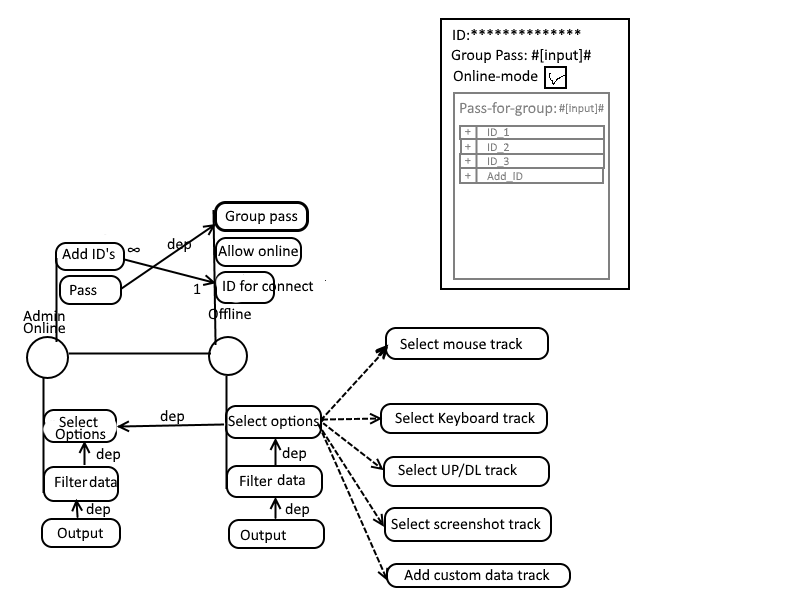 ID:**************
Group Pass: #[input]#
Online-mode
Pass-for-group: #[input]#
+ ID_1
+ ID_2
+ ID_3
+ Add_ID
Group pass
dep
Add ID's
∞
Allow online
Pass
1
ID for connect
Admin
Online
Offline
Select mouse track
Select
Options
dep
Select options
Select Keyboard track
dep
dep
Select UP/DL track
Filter data
Filter data
dep
dep
Select screenshot track
Output
Output
Add custom data track